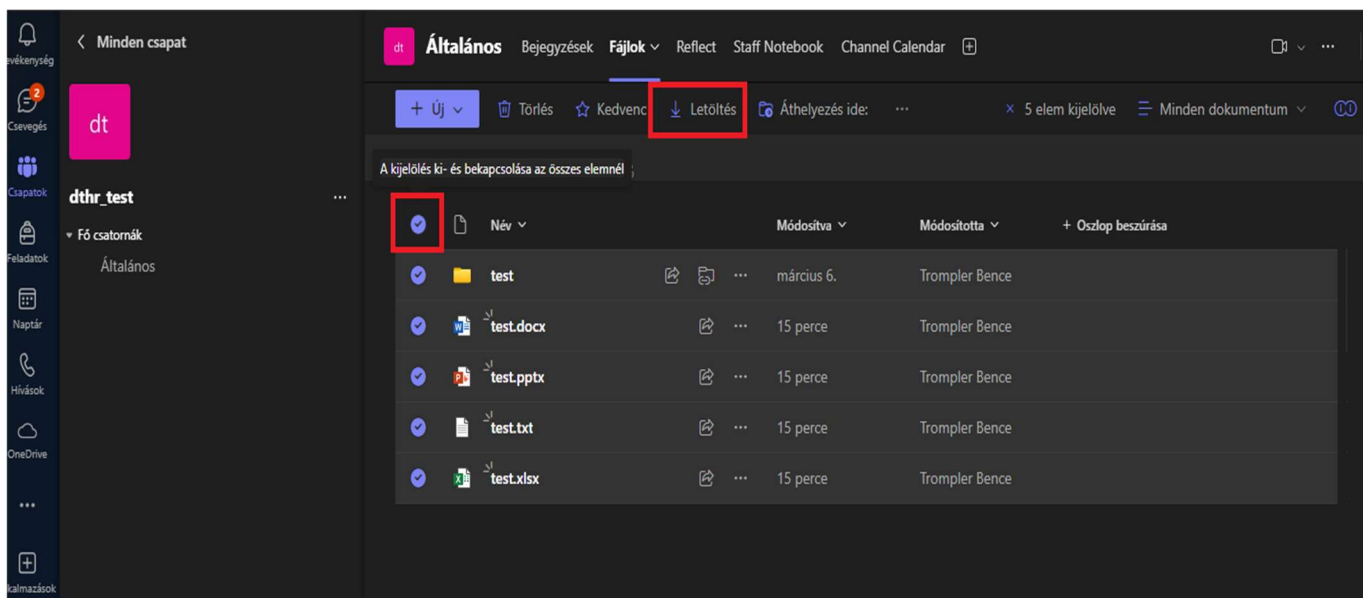 evékenység
2
Csevegés
Csapatok
Feladatok
Naptár
Hívások
OneDrive
kalmazások
Minden csapat
dt
dthr_test
Fő csatornák
Általános
dt Általános Bejegyzések Fájlok Reflect Staff Notebook Channel Calendar
+ Új Törlés Kedvenc Letöltés Áthelyezés ide: ... × 5 elem kijelölve Minden dokumentum
A kijelölés ki- és bekapcsolása az összes elemnél
Név Módosítva Módosította + Oszlop beszúrása
test március 6. Trompler Bence
test.docx 15 perce Trompler Bence
test.pptx 15 perce Trompler Bence
test.txt 15 perce Trompler Bence
test.xlsx 15 perce Trompler Bence